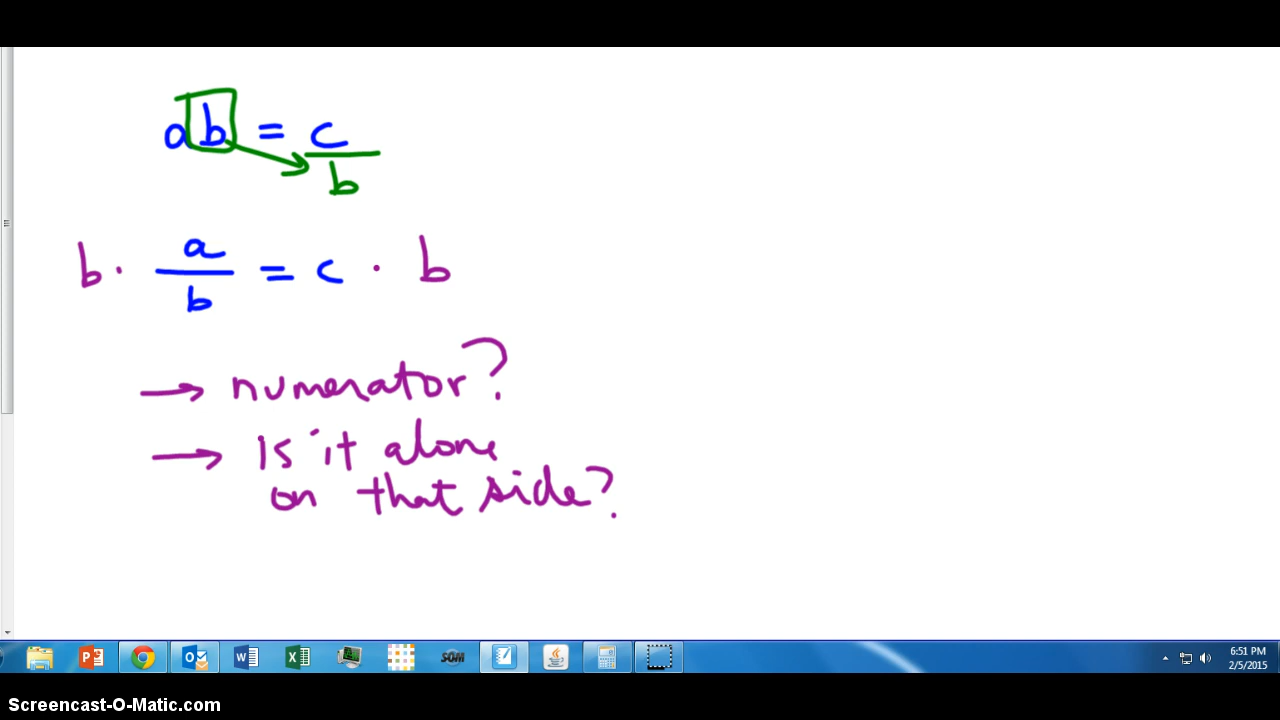 ab = c
b
b · a = c · b
b
→ numerator?
→ Is it alone
on that side?
6:51 PM
2/5/2015
Screencast-O-Matic.com